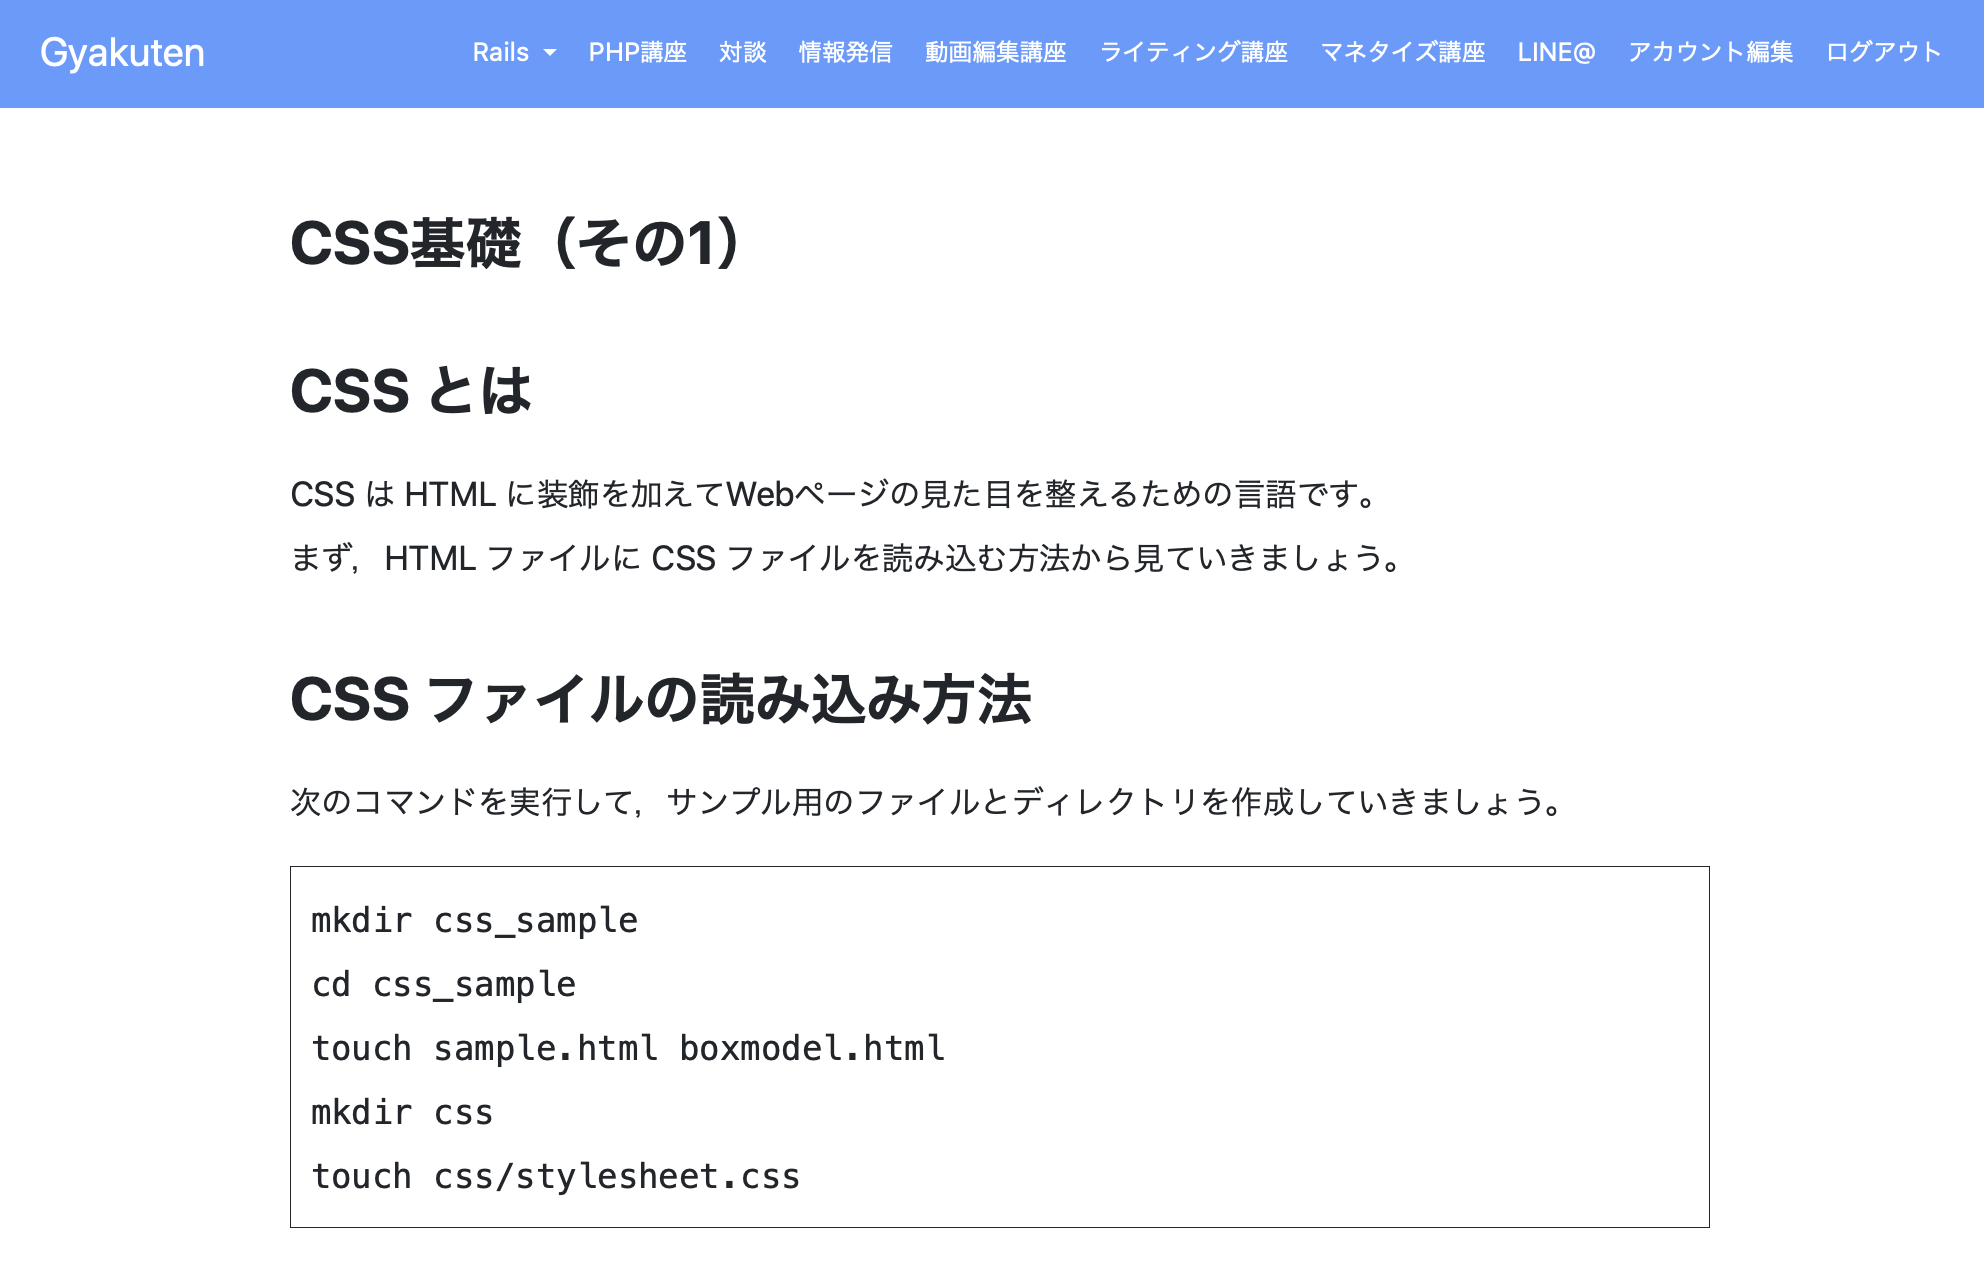 Gyakuten
Rails PHP講座 対談 情報発信 動画編集講座 ライティング講座 マネタイズ講座 LINE@ アカウント編集 ログアウト
CSS基礎（その1）
CSS とは
CSS は HTML に装飾を加えてWebページの見た目を整えるための言語です。
まず，HTML ファイルに CSS ファイルを読み込む方法から見ていきましょう。
CSS ファイルの読み込み方法
次のコマンドを実行して，サンプル用のファイルとディレクトリを作成していきましょう。
mkdir css_sample
cd css_sample
touch sample.html boxmodel.html
mkdir css
touch css/stylesheet.css